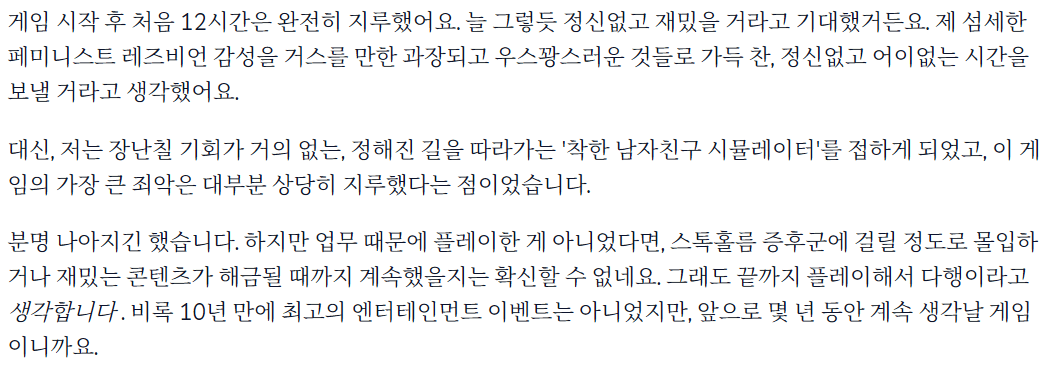 게임 시작 후 처음 12시간은 완전히 지루했어요. 늘 그렇듯 정신없고 재밌을 거라고 기대했거든요. 제 섬세한
페미니스트 레즈비언 감성을 거스를 만한 과장되고 우스꽝스러운 것들로 가득 찬, 정신없고 어이없는 시간을
보낼 거라고 생각했어요.
대신, 저는 장난칠 기회가 거의 없는, 정해진 길을 따라가는 '착한 남자친구 시뮬레이터'를 접하게 되었고, 이 게
임의 가장 큰 죄악은 대부분 상당히 지루했다는 점이었습니다.
분명 나아지긴 했습니다. 하지만 업무 때문에 플레이한 게 아니었다면, 스톡홀름 증후군에 걸릴 정도로 몰입하
거나 재밌는 콘텐츠가 해금될 때까지 계속했을지는 확신할 수 없네요. 그래도 끝까지 플레이해서 다행이라고
생각합니다 . 비록 10년 만에 최고의 엔터테인먼트 이벤트는 아니었지만, 앞으로 몇 년 동안 계속 생각날 게임
이니까요.